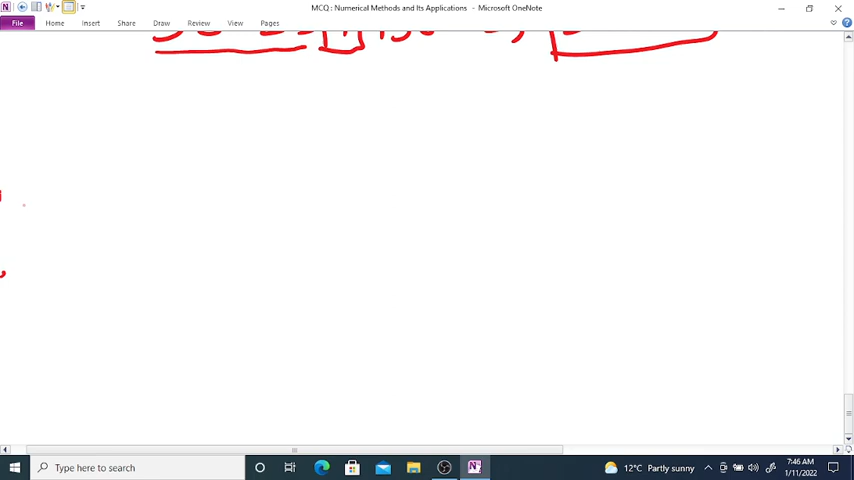 MCQ : Numerical Methods and Its Applications - Microsoft OneNote
File Home Insert Share Draw Review View Pages
Type here to search
12°C Partly sunny
7:46 AM
1/11/2022